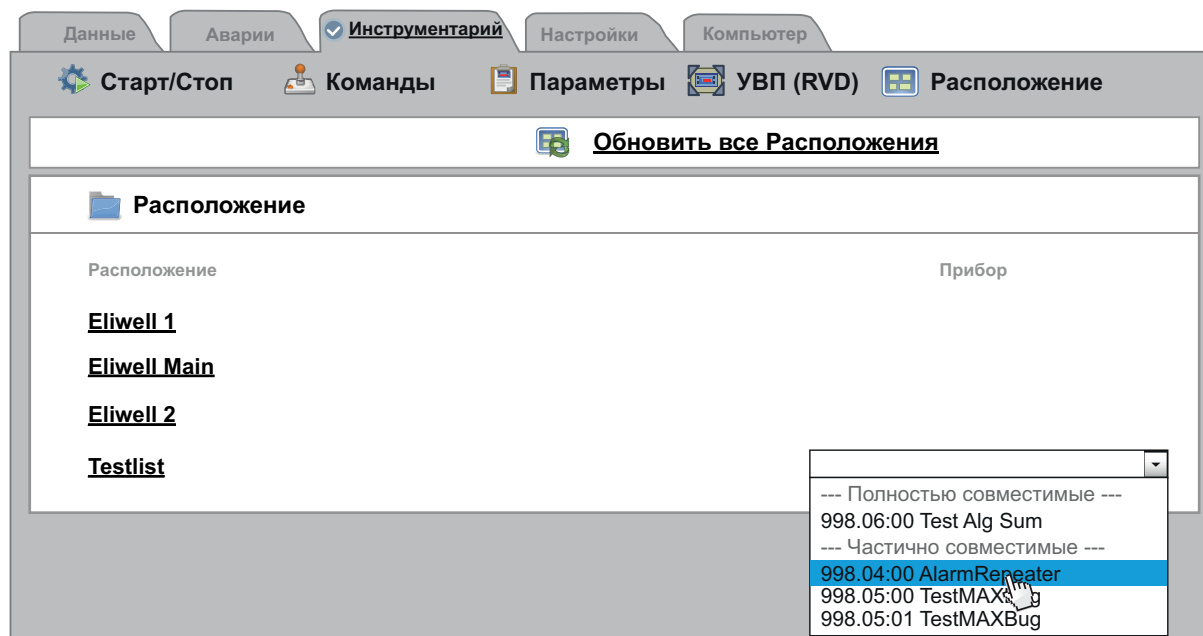 Данные Аварии Инструментарий Настройки Компьютер
Старт/Стоп Команды Параметры УВП (RVD) Расположение
Обновить все Расположения
Расположение
Расположение Прибор
Eliwell 1
Eliwell Main
Eliwell 2
Testlist
--- Полностью совместимые ---
998.06:00 Test Alg Sum
--- Частично совместимые ---
998.04:00 AlarmRepeater
998.05:00 TestMAXBug
998.05:01 TestMAXBug